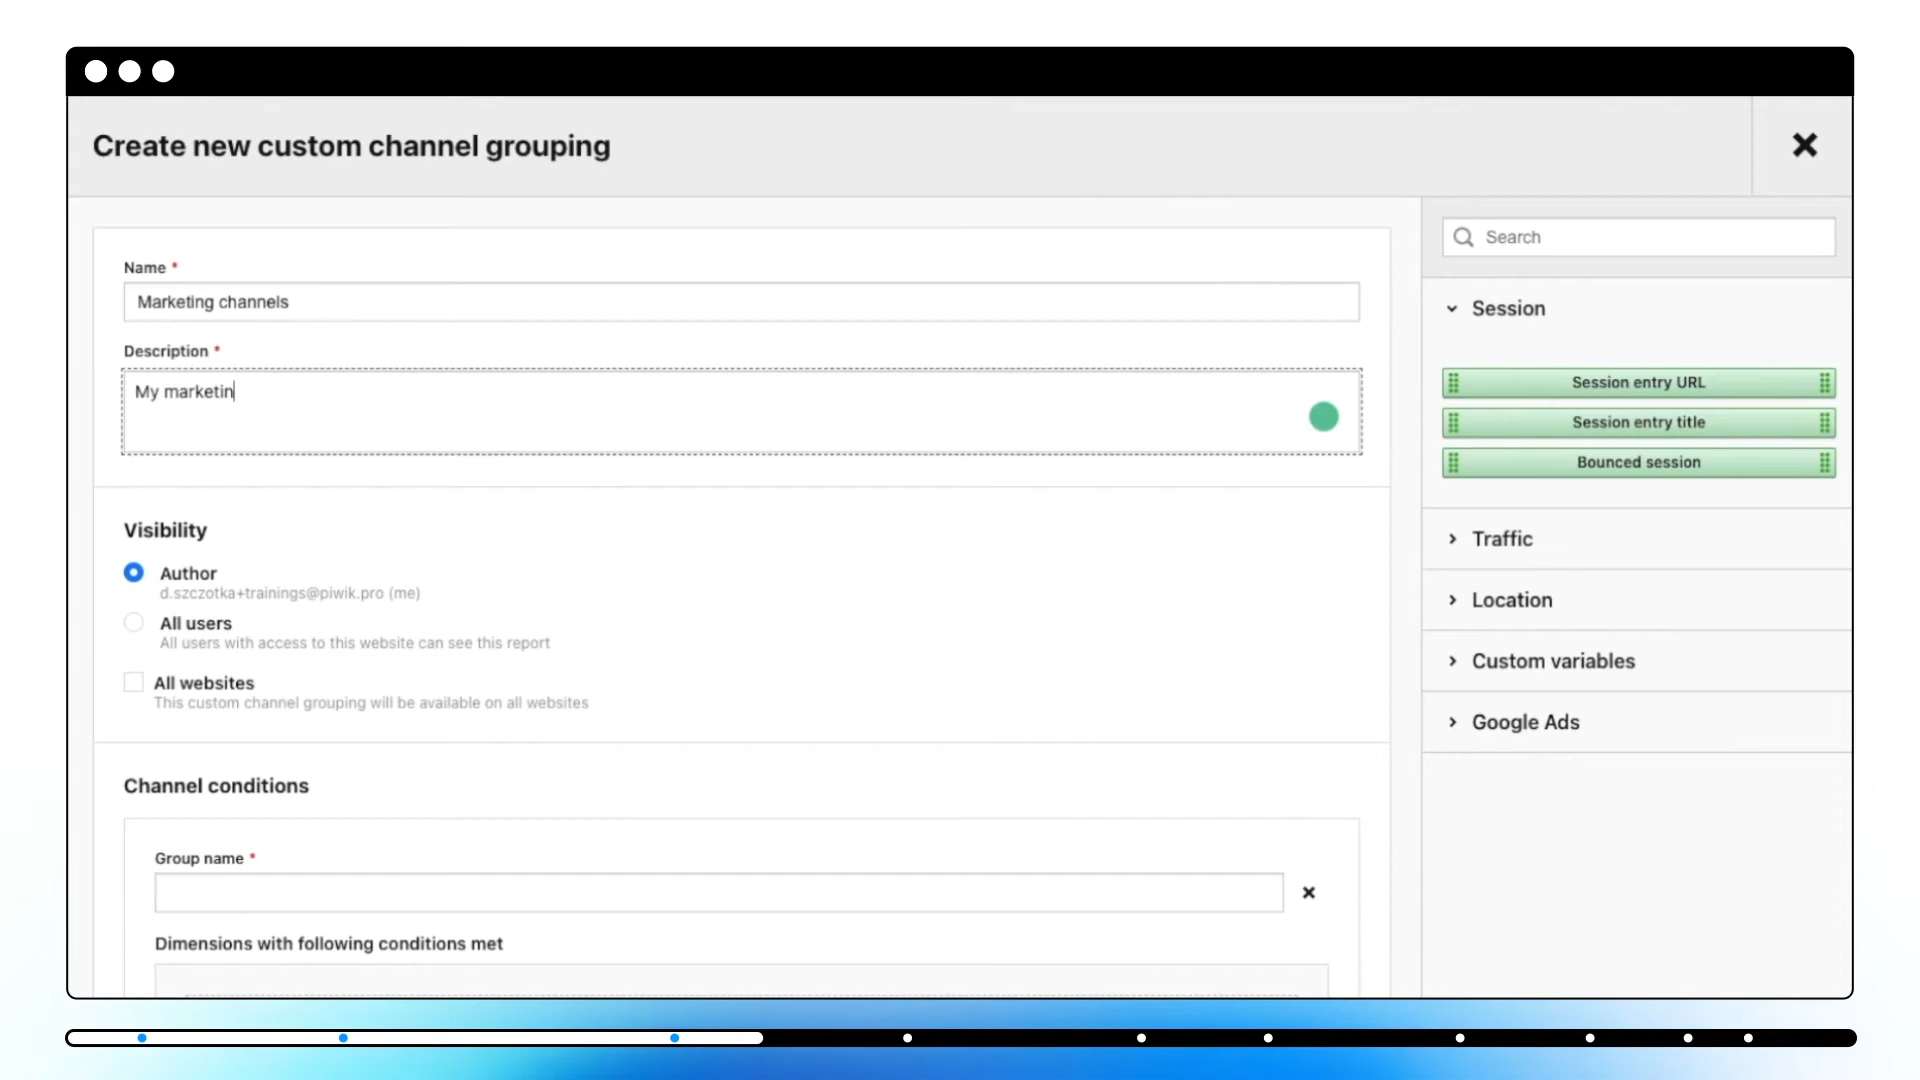 Create new custom channel grouping
Name *
Marketing channels
Description *
My marketin
Visibility
Author
d.szczotka+trainings@piwik.pro (me)
All users
All users with access to this website can see this report
All websites
This custom channel grouping will be available on all websites
Channel conditions
Group name *
Dimensions with following conditions met
Search
Session
Session entry URL
Session entry title
Bounced session
Traffic
Location
Custom variables
Google Ads